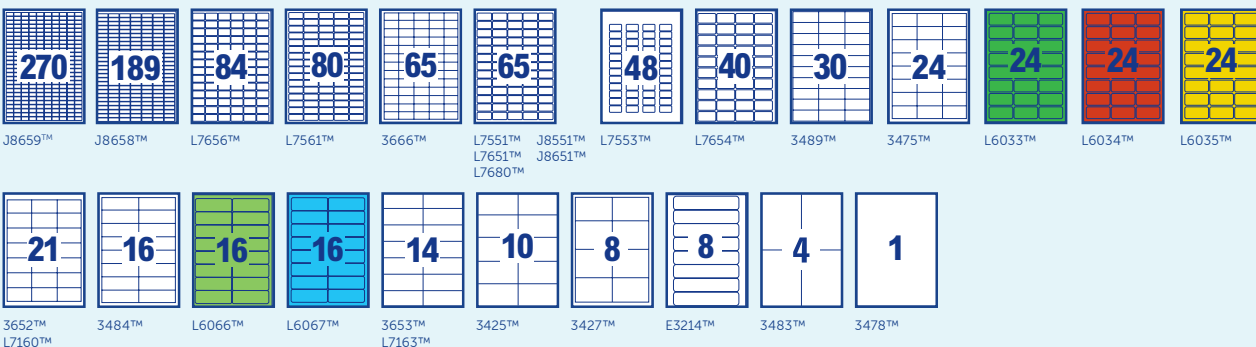 270 189 84 80 65 65 48 40 30 24 24 24 24
J8659™ J8658™ L7656™ L7561™ 3666™ L7551™ J8551™ L7553™ L7654™ 3489™ 3475™ L6033™ L6034™ L6035™
L7651™ J8651™
L7680™
21 16 16 16 14 10 8 8 4 1
3652™ 3484™ L6066™ L6067™ 3653™ 3425™ 3427™ E3214™ 3483™ 3478™
L7160™ L7163™